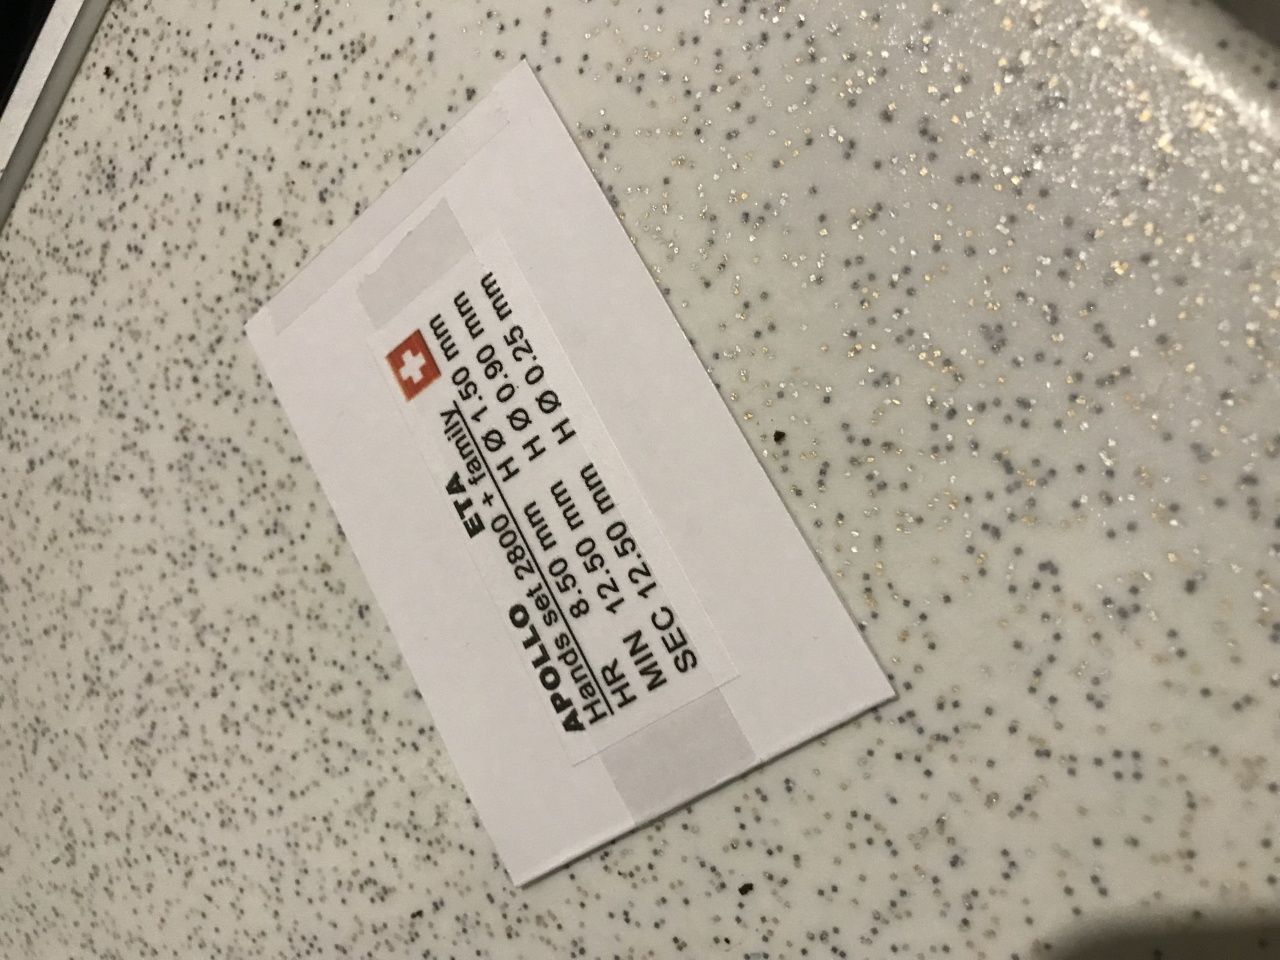 APOLLO ETA
Hands set 2800 + family
HR 8.50 mm H Ø 1.50 mm
MIN 12.50 mm H Ø 0.90 mm
SEC 12.50 mm H Ø 0.25 mm